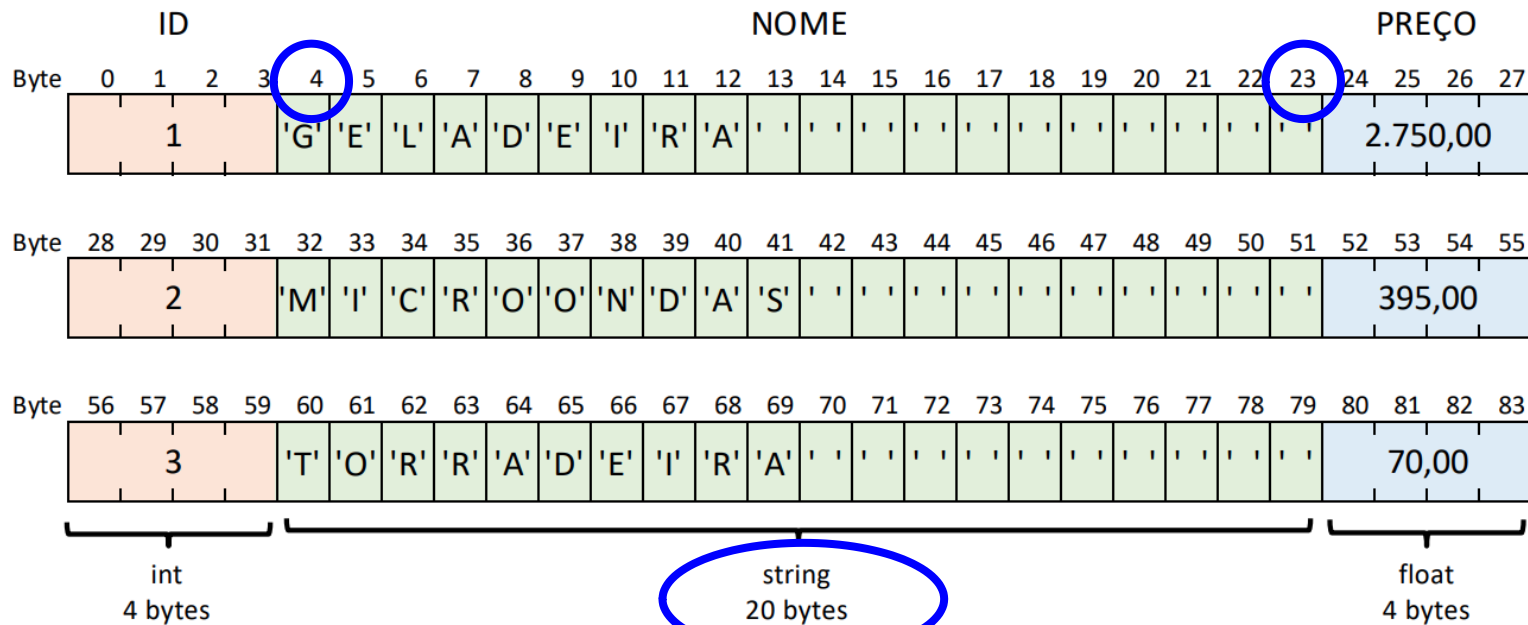 ID NOME PREÇO
Byte 0 1 2 3 4 5 6 7 8 9 10 11 12 13 14 15 16 17 18 19 20 21 22 23 24 25 26 27
1 'G' 'E' 'L' 'A' 'D' 'E' 'I' 'R' 'A' ' ' ' ' ' ' ' ' ' ' ' ' ' ' ' ' ' ' ' ' ' ' 2.750,00
Byte 28 29 30 31 32 33 34 35 36 37 38 39 40 41 42 43 44 45 46 47 48 49 50 51 52 53 54 55
2 'M' 'I' 'C' 'R' 'O' 'O' 'N' 'D' 'A' 'S' ' ' ' ' ' ' ' ' ' ' ' ' ' ' ' ' ' ' ' ' 395,00
Byte 56 57 58 59 60 61 62 63 64 65 66 67 68 69 70 71 72 73 74 75 76 77 78 79 80 81 82 83
3 'T' 'O' 'R' 'R' 'A' 'D' 'E' 'I' 'R' 'A' ' ' ' ' ' ' ' ' ' ' ' ' ' ' ' ' ' ' ' ' 70,00
int string float
4 bytes 20 bytes 4 bytes